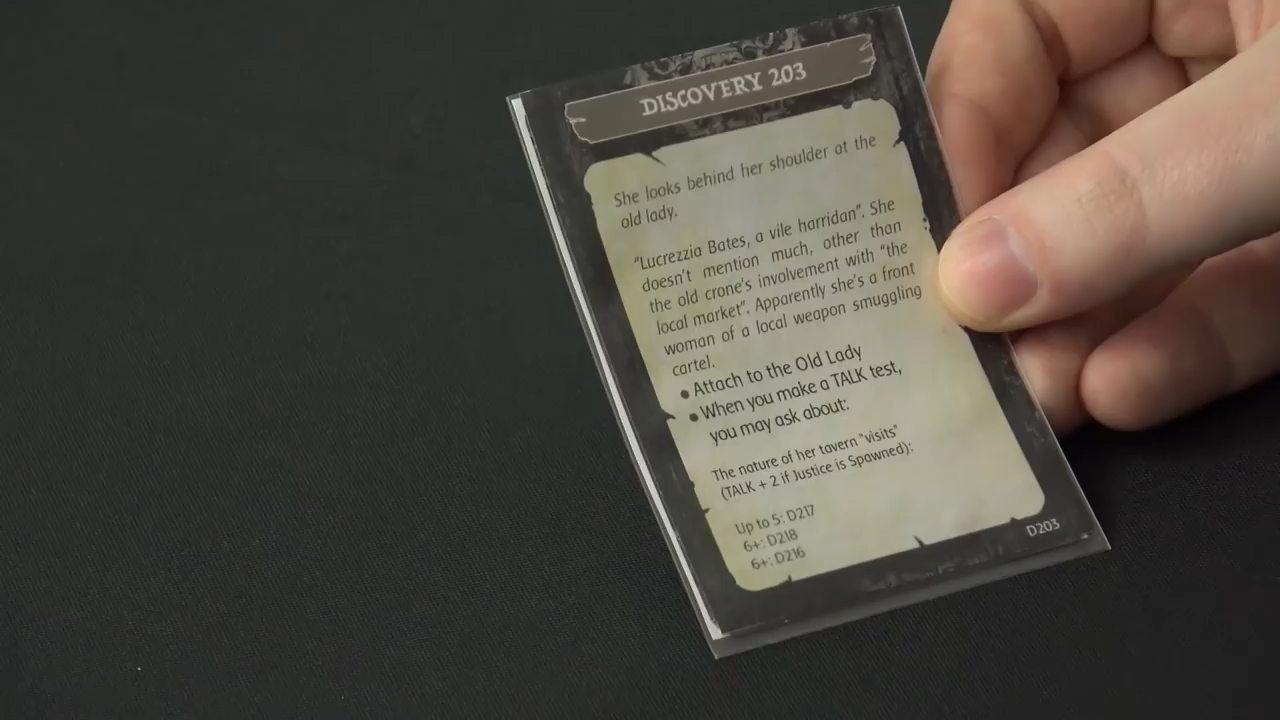 DISCOVERY 203
She looks behind her shoulder at the
old lady.
"Lucrezzia Bates, a vile harridan". She
doesn't mention much, other than
the old crone's involvement with "the
local market". Apparently she's a front
woman of a local weapon smuggling
cartel.
• Attach to the Old Lady
• When you make a TALK test,
you may ask about:
The nature of her tavern "visits"
(TALK + 2 if Justice is Spawned):
Up to 5: D217
6+: D218
6+: D216
D203